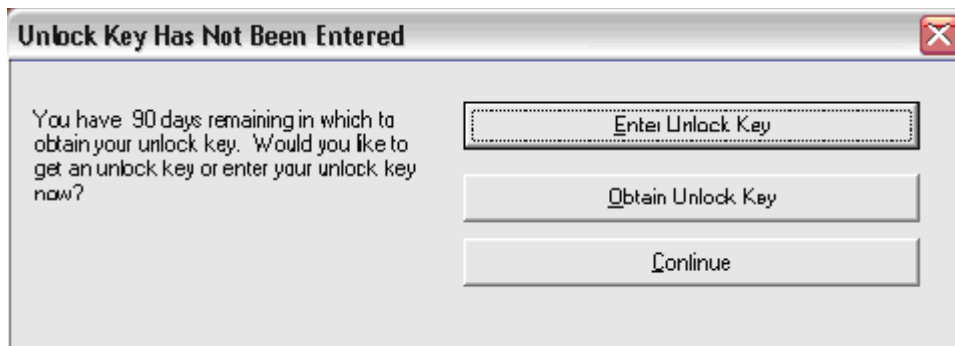 Unlock Key Has Not Been Entered
You have  90 days remaining in which to
obtain your unlock key.  Would you like to
get an unlock key or enter your unlock key
now?
Enter Unlock Key
Obtain Unlock Key
Continue